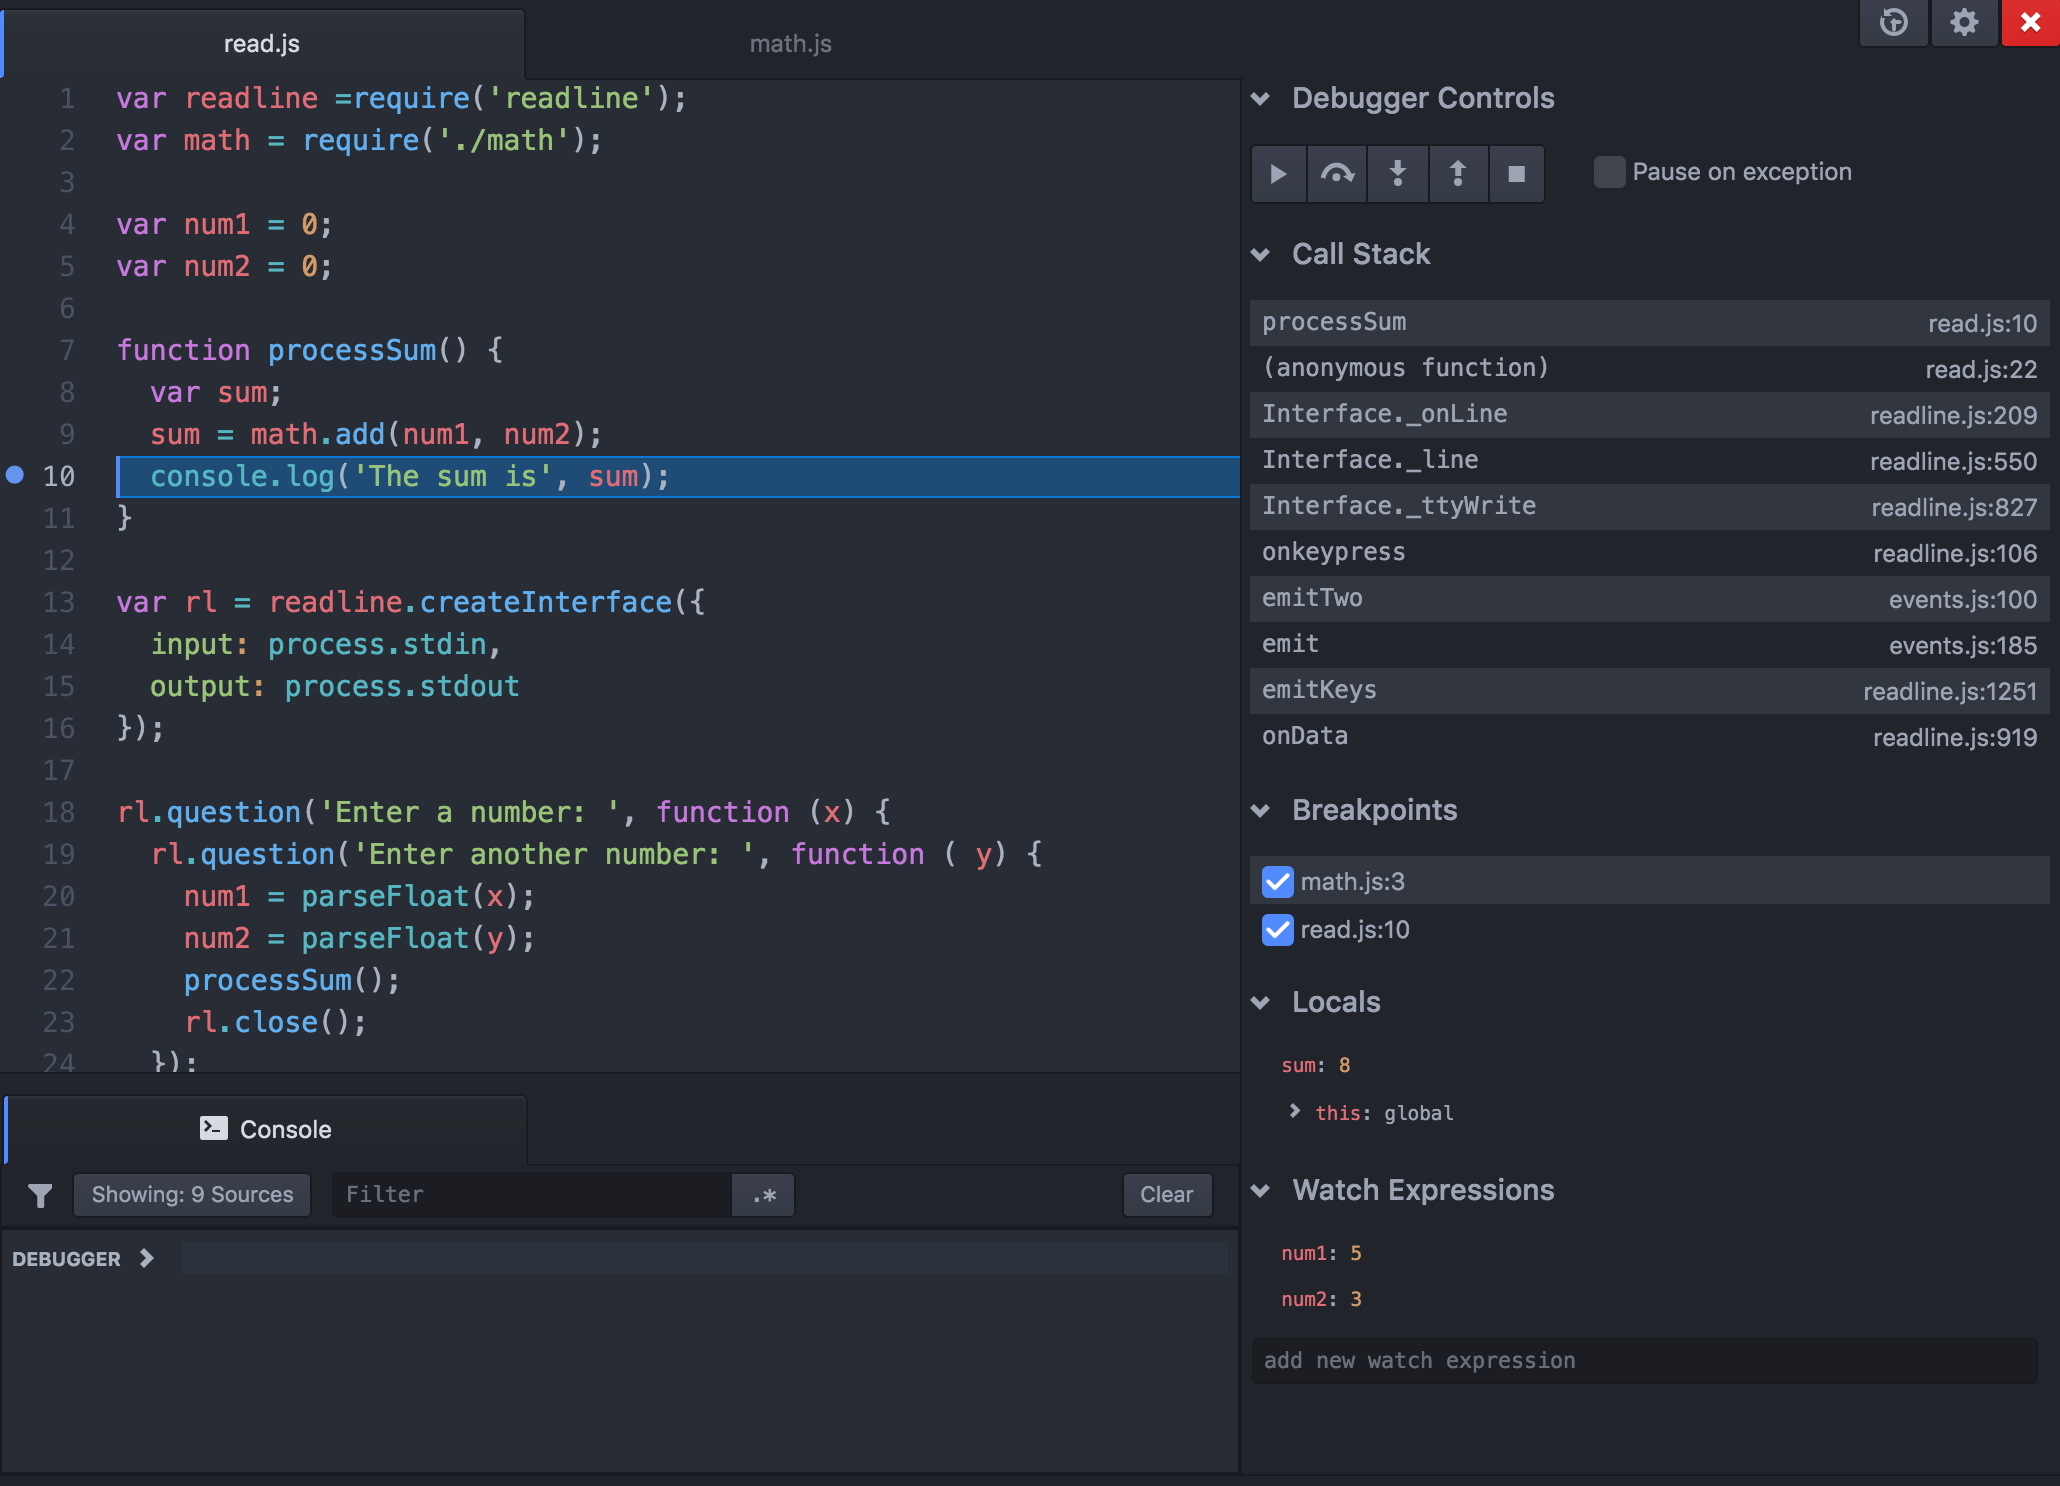 read.js
math.js
1 var readline =require('readline');
2 var math = require('./math');
3
4 var num1 = 0;
5 var num2 = 0;
6
7 function processSum() {
8 var sum;
9 sum = math.add(num1, num2);
10 console.log('The sum is', sum);
11 }
12
13 var rl = readline.createInterface({
14 input: process.stdin,
15 output: process.stdout
16 });
17
18 rl.question('Enter a number: ', function (x) {
19 rl.question('Enter another number: ', function ( y) {
20 num1 = parseFloat(x);
21 num2 = parseFloat(y);
22 processSum();
23 rl.close();
24 });
Console
Showing: 9 Sources
Filter
.*
Clear
DEBUGGER
Debugger Controls
Pause on exception
Call Stack
processSum read.js:10
(anonymous function) read.js:22
Interface._onLine readline.js:209
Interface._line readline.js:550
Interface._ttyWrite readline.js:827
onkeypress readline.js:106
emitTwo events.js:100
emit events.js:185
emitKeys readline.js:1251
onData readline.js:919
Breakpoints
math.js:3
read.js:10
Locals
sum: 8
this: global
Watch Expressions
num1: 5
num2: 3
add new watch expression